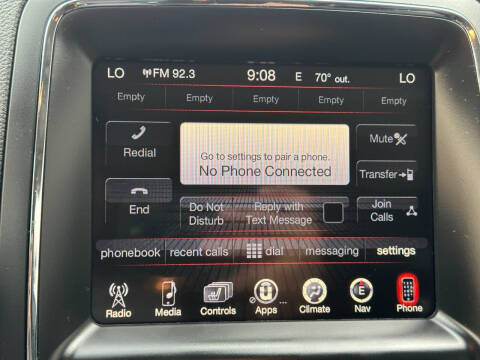 LO FM 92.3 9:08 E 70° out. LO
Empty Empty Empty Empty Empty
Redial
Go to settings to pair a phone.
No Phone Connected
Mute
Transfer
End
Do Not
Disturb
Reply with
Text Message
Join
Calls
phonebook recent calls dial messaging settings
E
Radio Media Controls Apps ... Climate Nav Phone